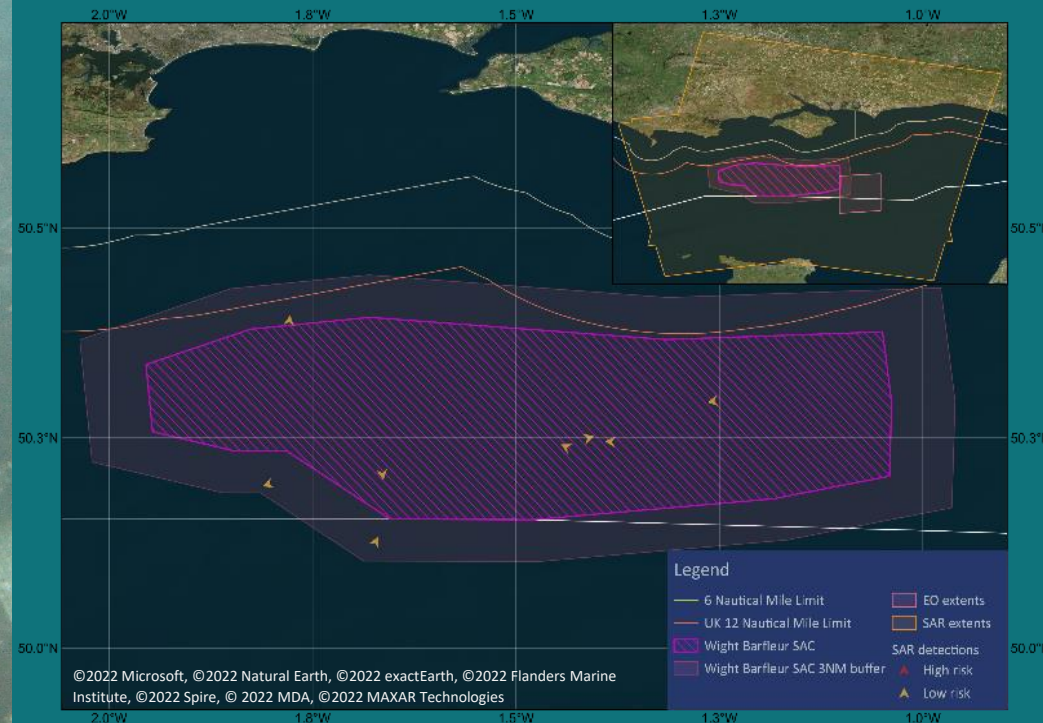 2.0°W 1.8°W 1.5°W 1.3°W 1.0°W
50.5°N 50.5°N
50.3°N 50.3°N
50.0°N 50.0°N
Legend
6 Nautical Mile Limit
UK 12 Nautical Mile Limit
Wight Barfleur SAC
Wight Barfleur SAC 3NM buffer
EO extents
SAR extents
SAR detections
High risk
Low risk
©2022 Microsoft, ©2022 Natural Earth, ©2022 exactEarth, ©2022 Flanders Marine
Institute, ©2022 Spire, © 2022 MDA, ©2022 MAXAR Technologies
2.0°W 1.8°W 1.5°W 1.3°W 1.0°W